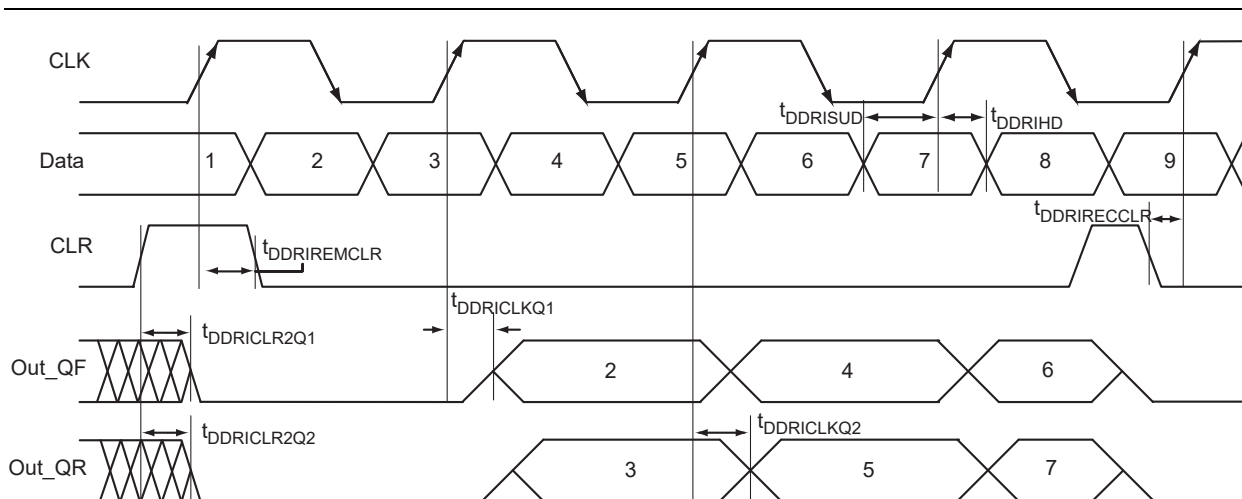 CLK
tDDRISUD tDDRIHD
Data 1 2 3 4 5 6 7 8 9
tDDRIRECCLR
CLR
tDDRIREMCLR
tDDRICLKQ1
tDDRICLR2Q1
Out_QF 2 4 6
tDDRICLR2Q2 tDDRICLKQ2
Out_QR 3 5 7